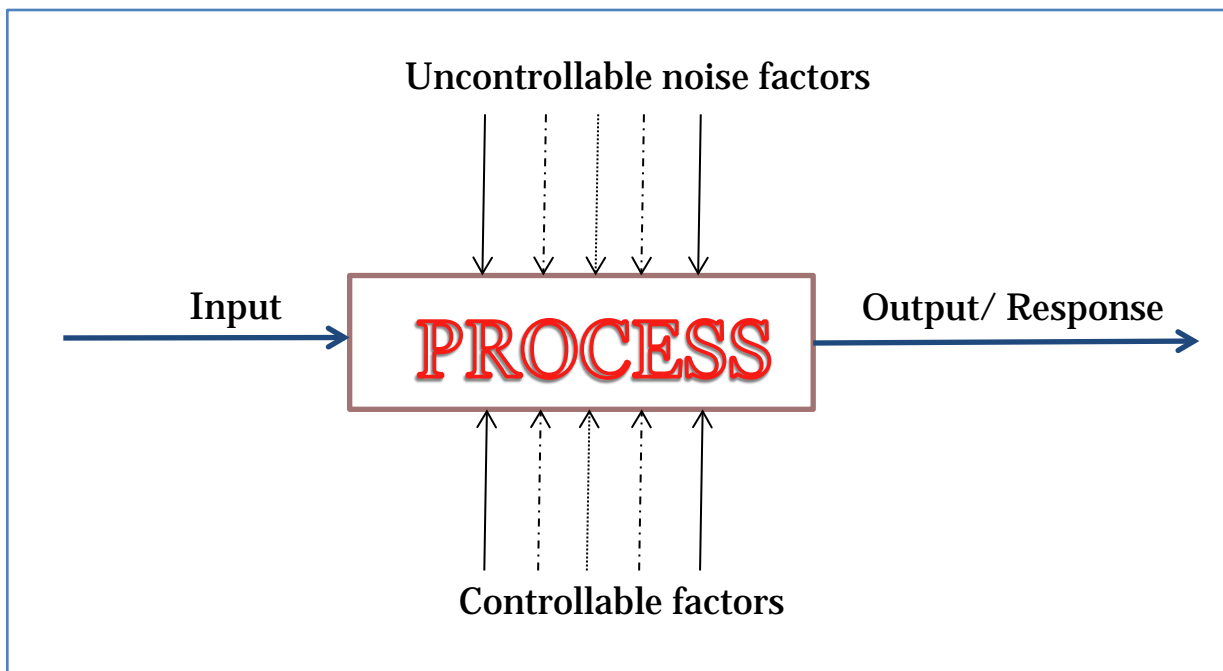 Uncontrollable noise factors
Input
PROCESS
Output/ Response
Controllable factors